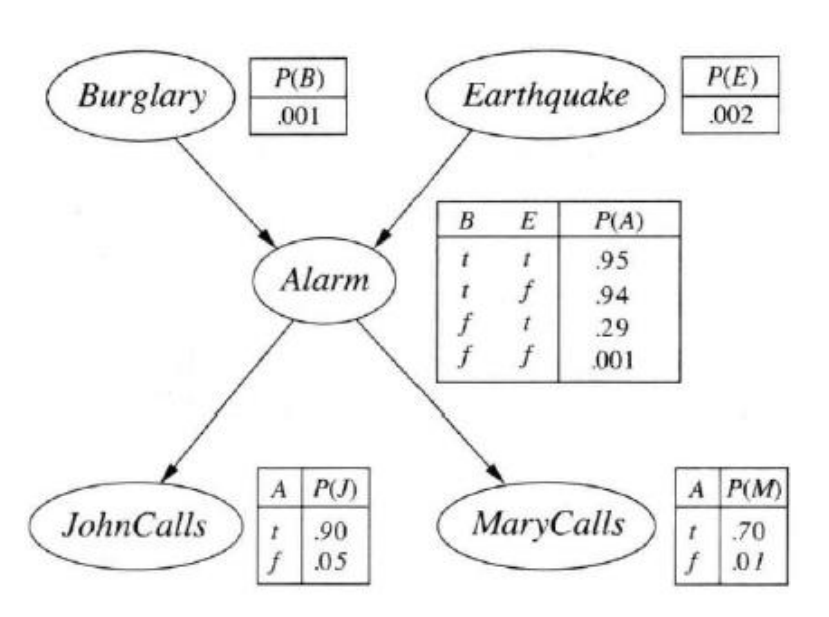 Burglary
P(B)
.001
Earthquake
P(E)
.002
Alarm
B E P(A)
t t .95
t f .94
f t .29
f f .001
JohnCalls
A P(J)
t .90
f .05
MaryCalls
A P(M)
t .70
f .01